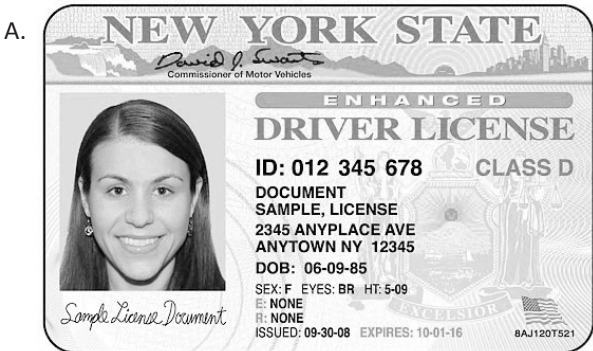 A.
NEW YORK STATE
David J. Swarts
Commissioner of Motor Vehicles
ENHANCED
DRIVER LICENSE
ID: 012 345 678 CLASS D
DOCUMENT
SAMPLE, LICENSE
2345 ANYPLACE AVE
ANYTOWN NY 12345
DOB: 06-09-85
SEX: F EYES: BR HT: 5-09
E: NONE
R: NONE
ISSUED: 09-30-08 EXPIRES: 10-01-16
Sample License Document
EXCELSIOR
8AJ120T521